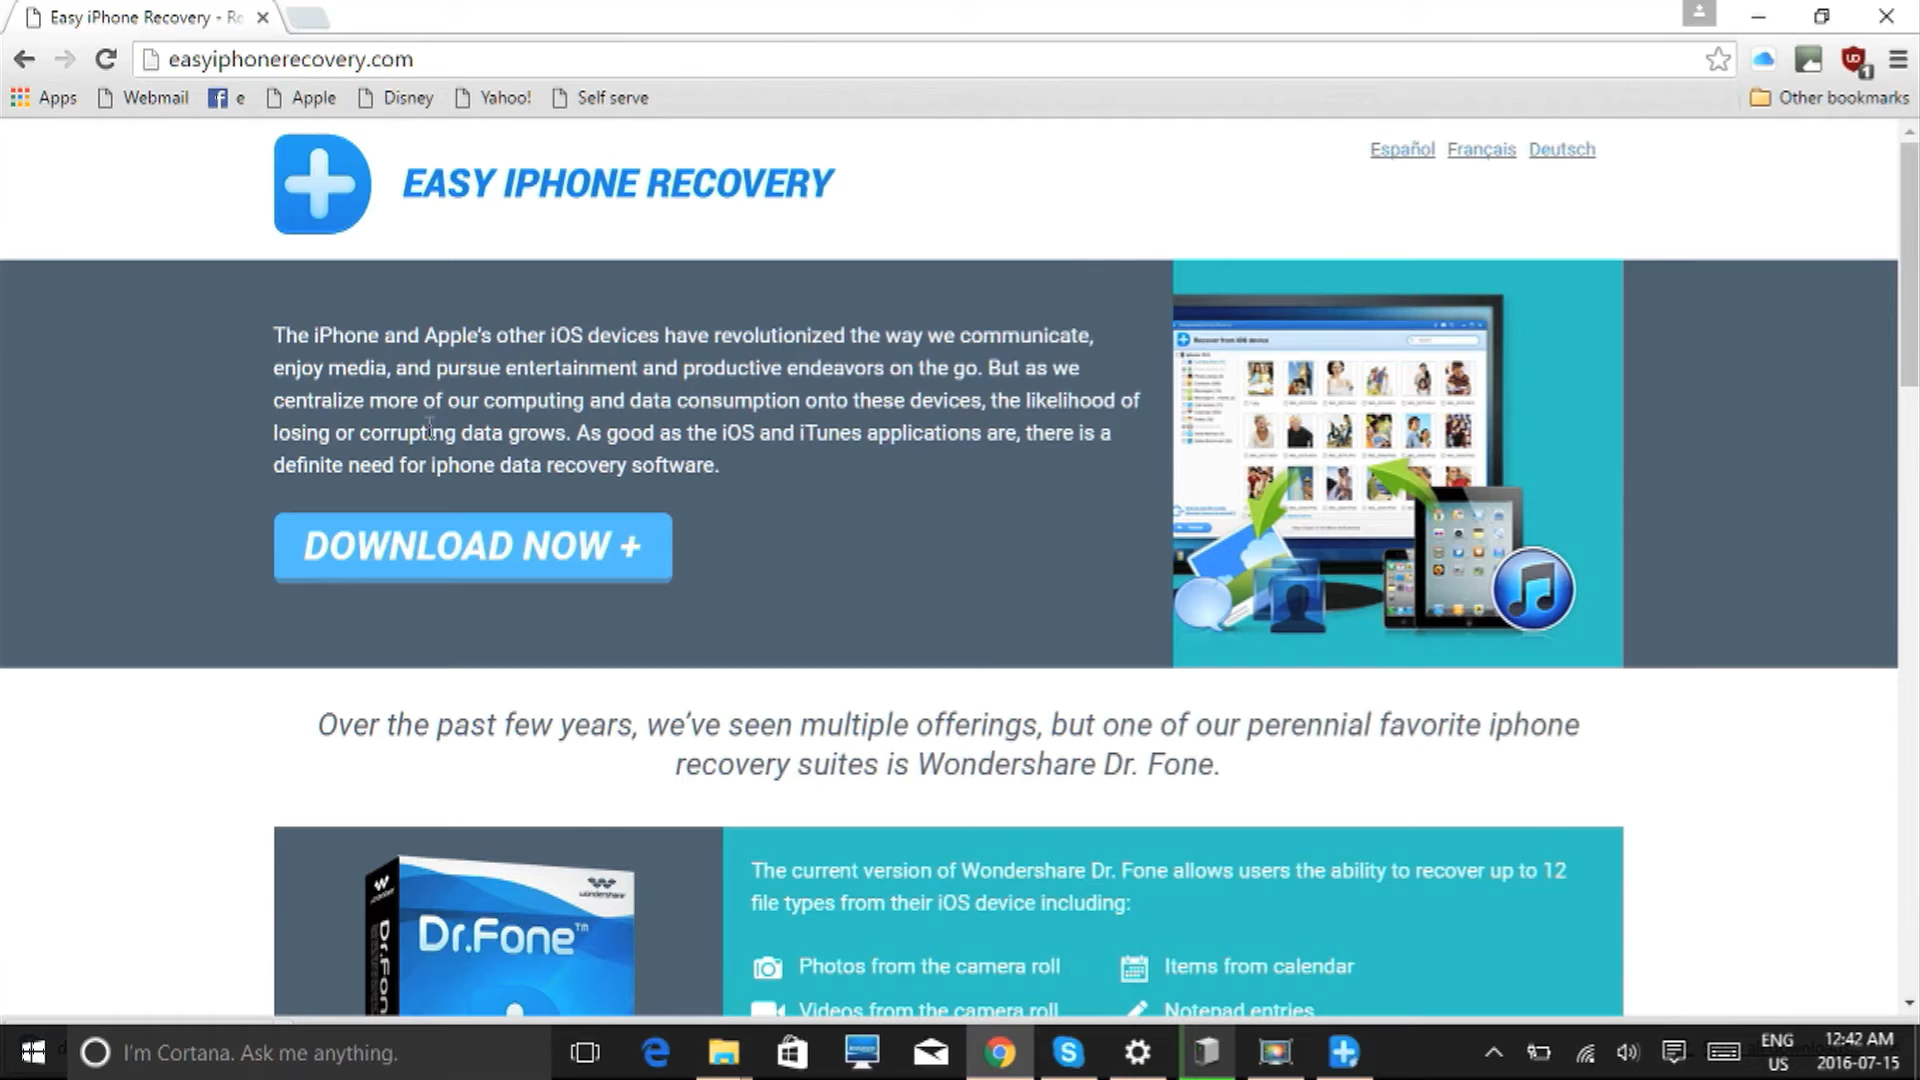 Easy iPhone Recovery - Re
easyiphonerecovery.com
Apps
Webmail
e
Apple
Disney
Yahoo!
Self serve
Other bookmarks
EASY IPHONE RECOVERY
Español Français Deutsch
The iPhone and Apple's other iOS devices have revolutionized the way we communicate,
enjoy media, and pursue entertainment and productive endeavors on the go. But as we
centralize more of our computing and data consumption onto these devices, the likelihood of
losing or corrupting data grows. As good as the iOS and iTunes applications are, there is a
definite need for iphone data recovery software.
DOWNLOAD NOW +
Recover from iOS device
Over the past few years, we've seen multiple offerings, but one of our perennial favorite iphone
recovery suites is Wondershare Dr. Fone.
wondershare
Dr.Fone™
Dr.Fon
The current version of Wondershare Dr. Fone allows users the ability to recover up to 12
file types from their iOS device including:
Photos from the camera roll
Items from calendar
Videos from the camera roll
Notepad entries
I'm Cortana. Ask me anything.
ENG
US
12:42 AM
2016-07-15